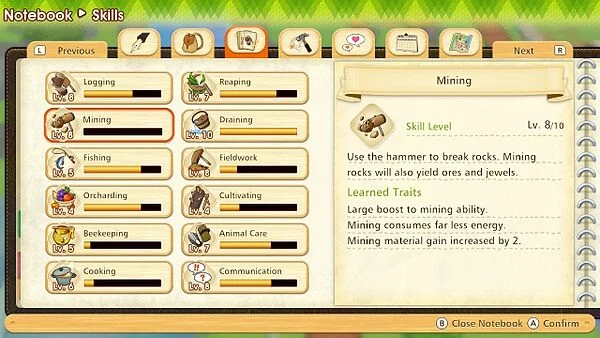 Notebook ▶ Skills
L Previous
Next R
Logging
Lv. 8
Reaping
Lv. 7
Mining
Lv. 8
Draining
Lv. 10
Fishing
Lv. 5
Fieldwork
Lv. 8
Orcharding
Lv. 4
Cultivating
Lv. 4
Beekeeping
Lv. 5
Animal Care
Lv. 7
Cooking
Lv. 6
Communication
Lv. 8
Mining
Skill Level Lv. 8/10
Use the hammer to break rocks. Mining
rocks will also yield ores and jewels.
Learned Traits
Large boost to mining ability.
Mining consumes far less energy.
Mining material gain increased by 2.
B Close Notebook A Confirm